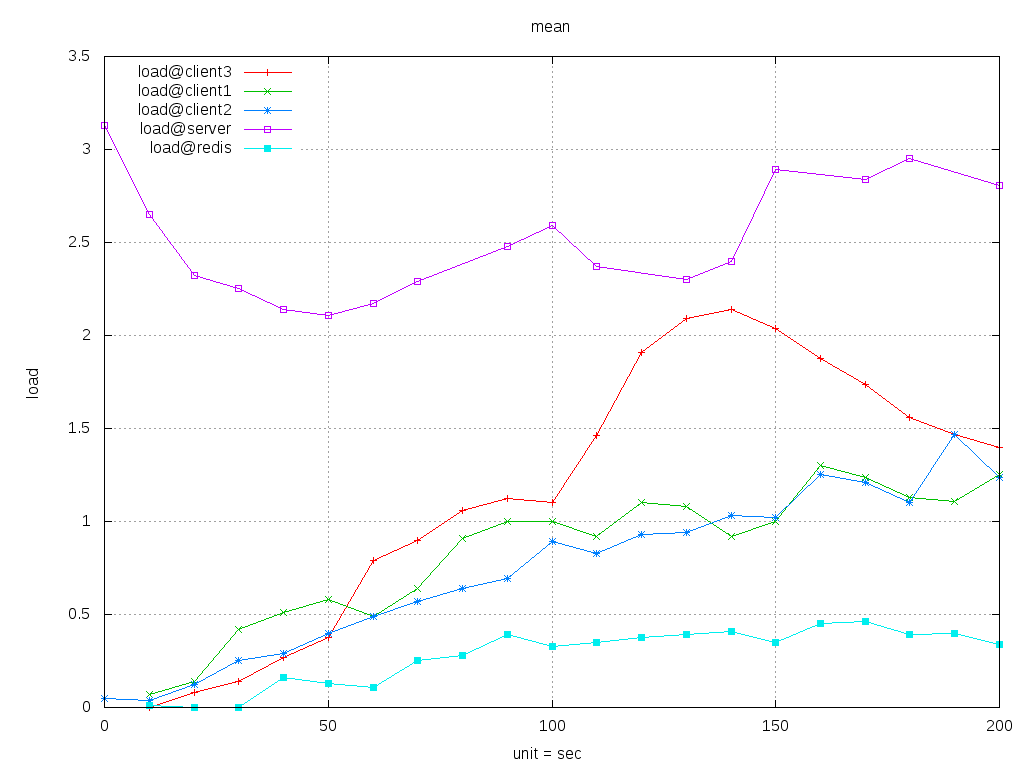 mean
3.5
3
2.5
2
1.5
1
0.5
0
load@client3
load@client1
load@client2
load@server
load@redis
load
0 50 100 150 200
unit = sec